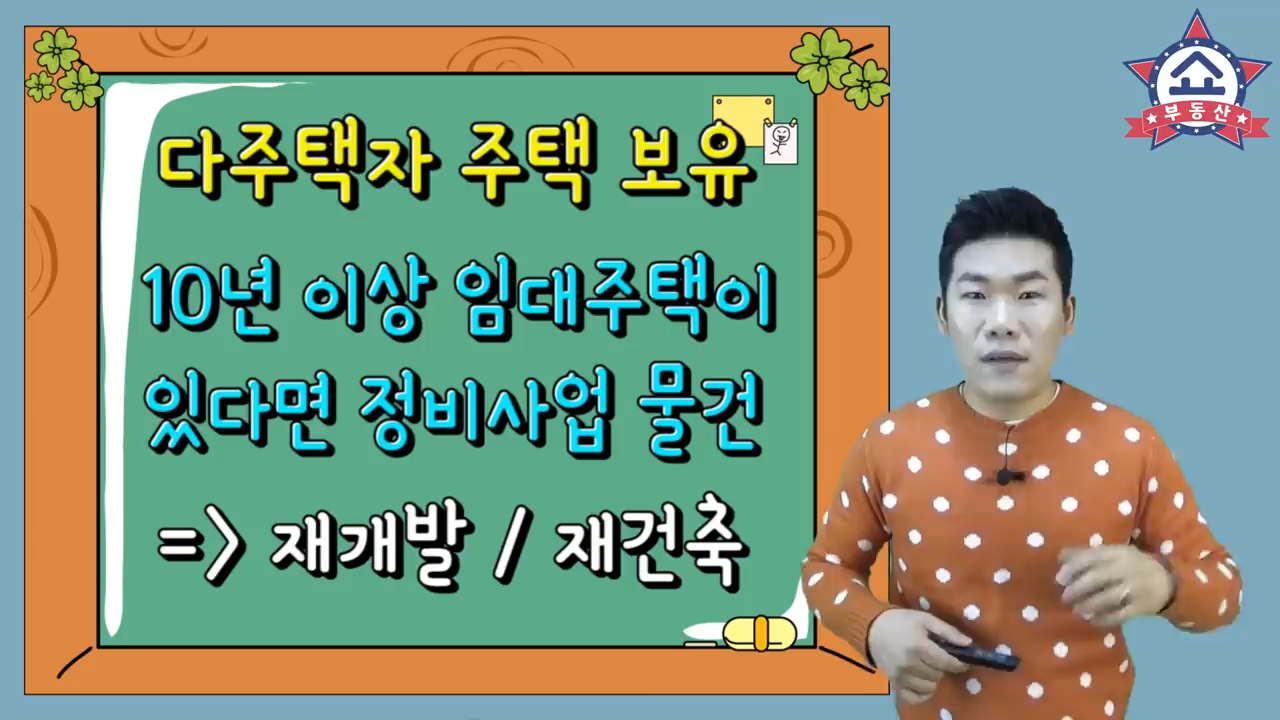 다주택자 주택 보유
10년 이상 임대주택이
있다면 정비사업 물건
=> 재개발 / 재건축
쇼
부동산